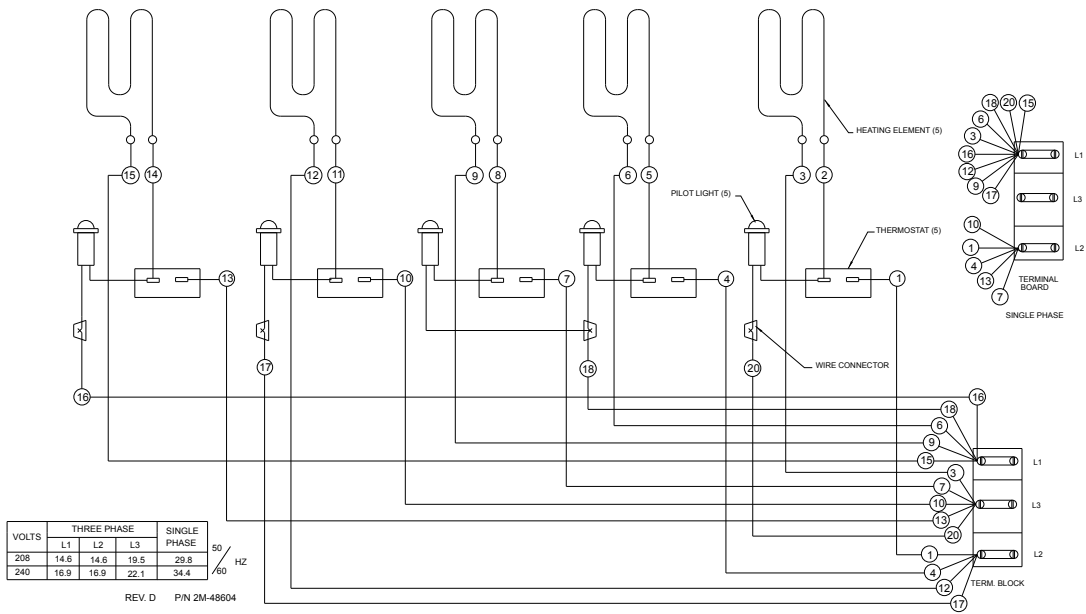 18 20 15
6
3
16
12
9
17
L1
L3
L2
10
1
4
13
7
TERMINAL
BOARD
SINGLE PHASE
HEATING ELEMENT (5)
15 14 12 11 9 8 6 5 3 2
PILOT LIGHT (5)
THERMOSTAT (5)
13 10 7 4 1
WIRE CONNECTOR
17 18 20
16 16
18
6
9
15
L1
3
7
10
13
20
L3
1
4
12
17
L2
TERM. BLOCK
VOLTS THREE PHASE SINGLE PHASE
L1 L2 L3
208 14.6 14.6 19.5 29.8
240 16.9 16.9 22.1 34.4
50/60 HZ
REV. D P/N 2M-48604